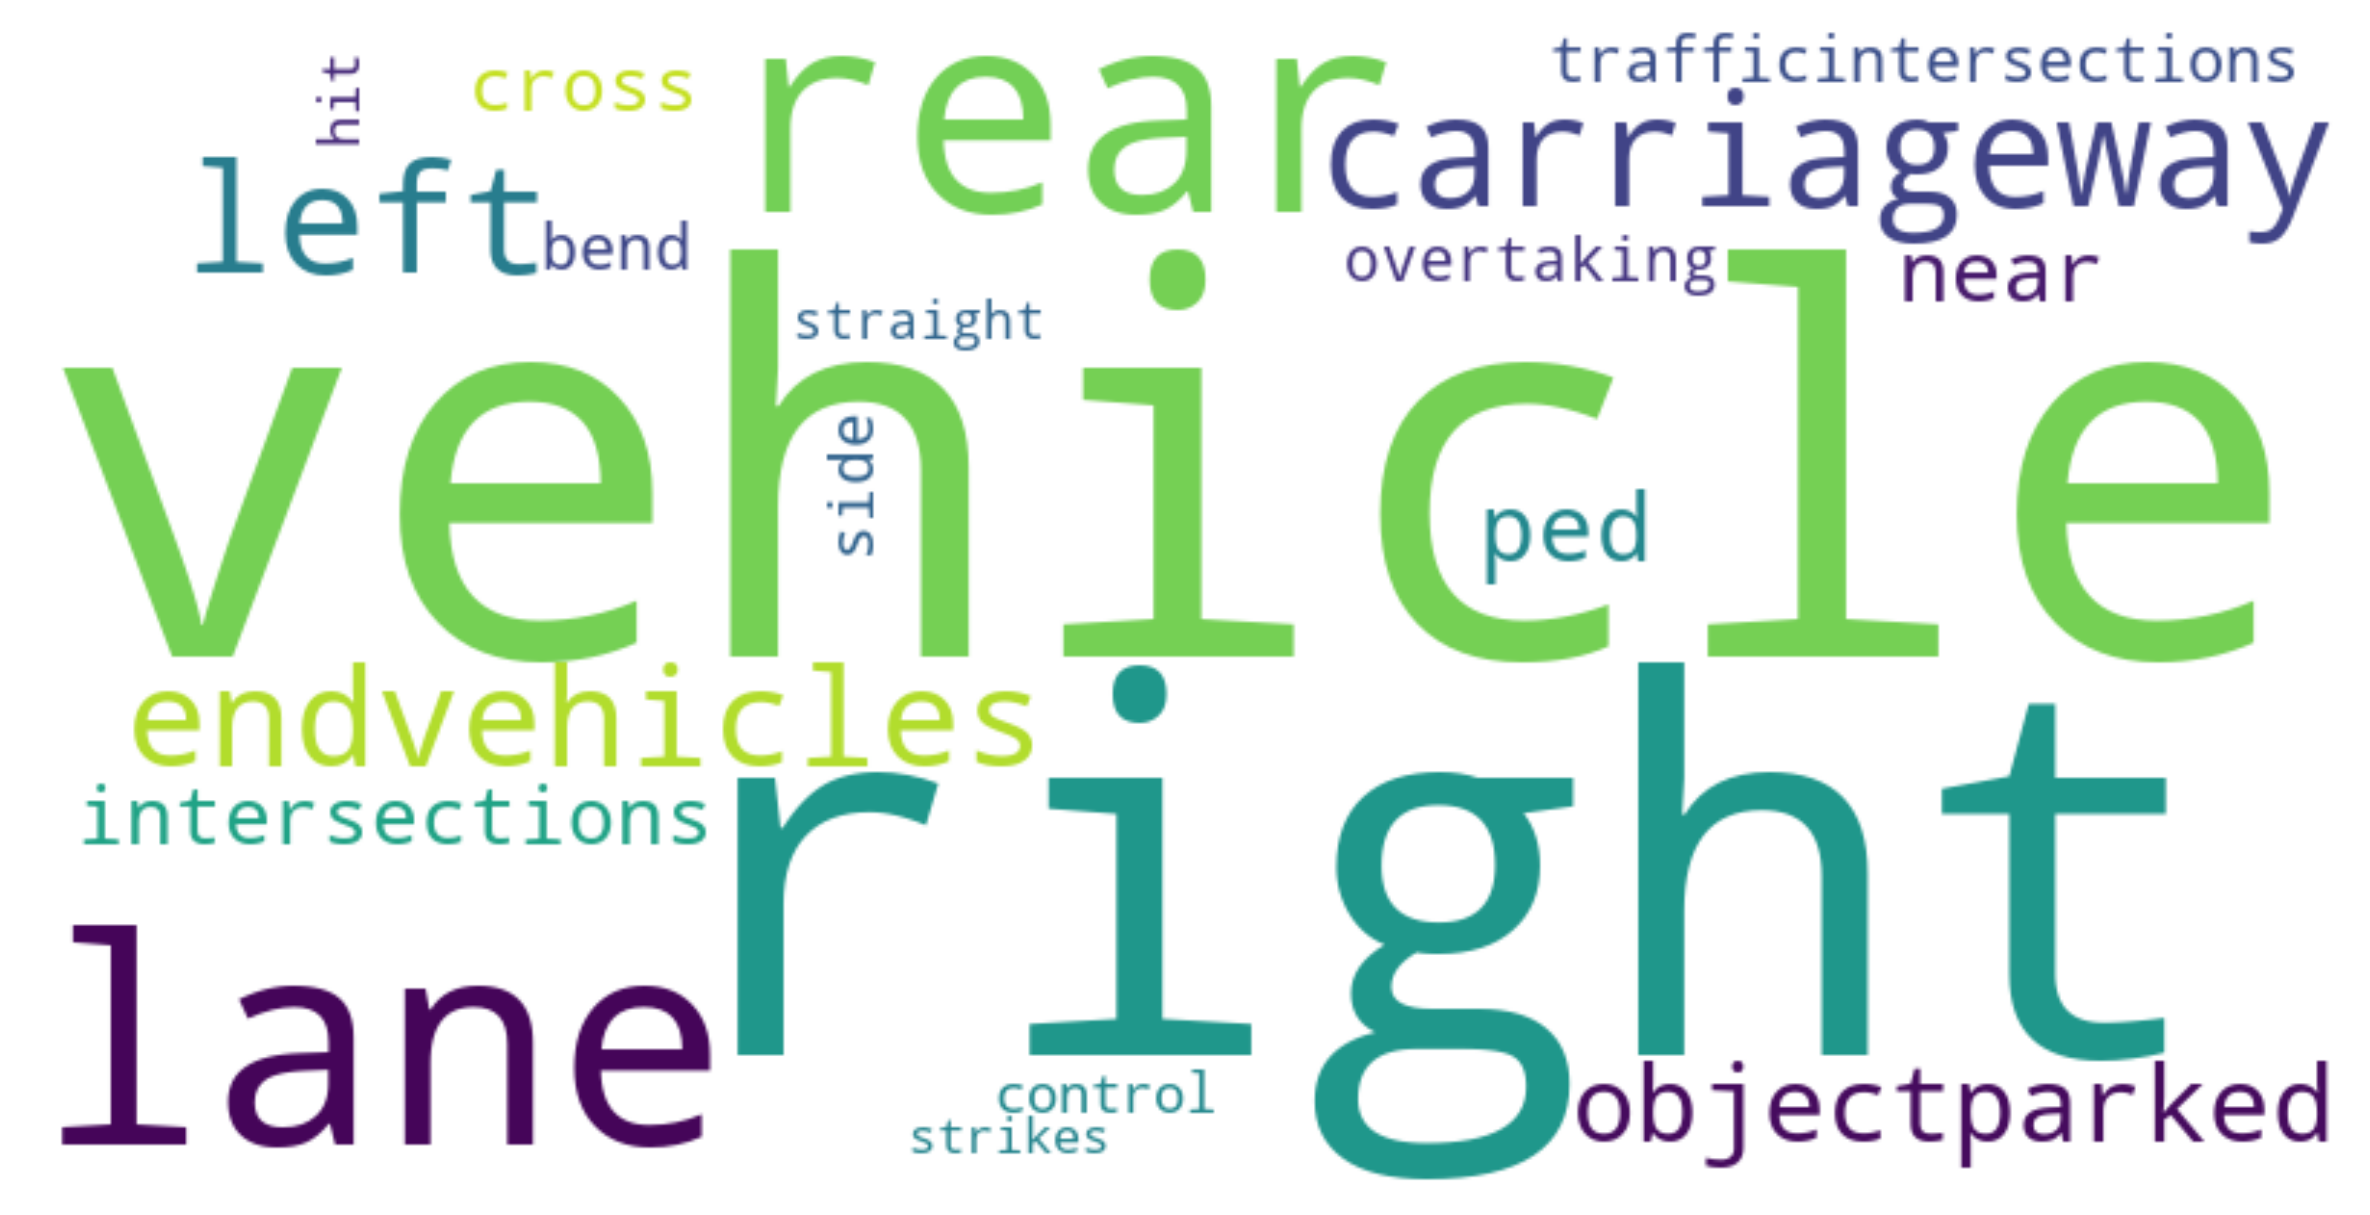 hit
cross
rear
trafficintersections
carriageway
left
bend
overtaking
near
straight
vehicle
side
ped
endvehicles
right
intersections
lane
control
objectparked
strikes